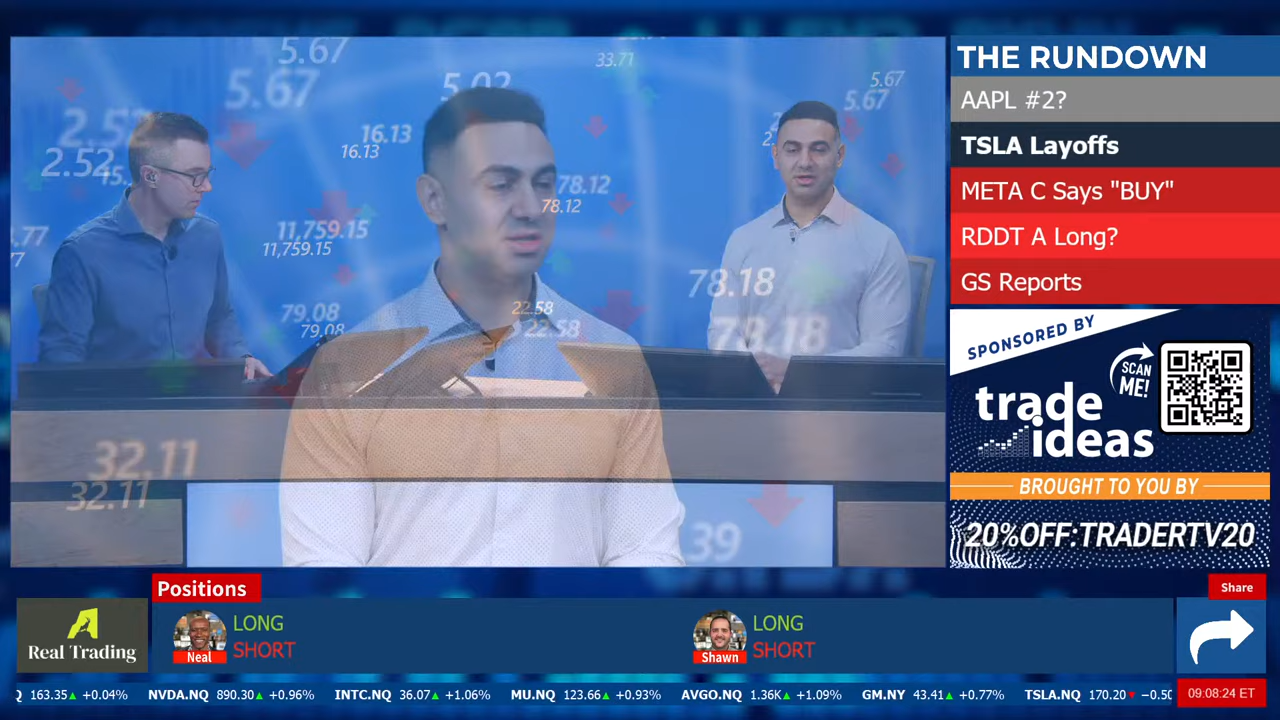 5.67
5.67
5.02
33.71
5.67
5.67
2.52
2.52
16.13
16.13
78.12
78.12
11,759.15
11,759.15
79.08
79.08
22.58
22.58
78.18
78.18
32.11
32.11
39
THE RUNDOWN
AAPL #2?
TSLA Layoffs
META C Says "BUY"
RDDT A Long?
GS Reports
SPONSORED BY
SCAN
ME!
trade
ideas
BROUGHT TO YOU BY
20%OFF:TRADERTV20
Positions
Share
Real Trading
Neal
LONG
SHORT
Shawn
LONG
SHORT
163.35▲ +0.04% NVDA.NQ 890.30▲ +0.96% INTC.NQ 36.07▲ +1.06% MU.NQ 123.66▲ +0.93% AVGO.NQ 1.36K▲ +1.09% GM.NY 43.41▲ +0.77% TSLA.NQ 170.20▼ −0.50
09:08:24 ET